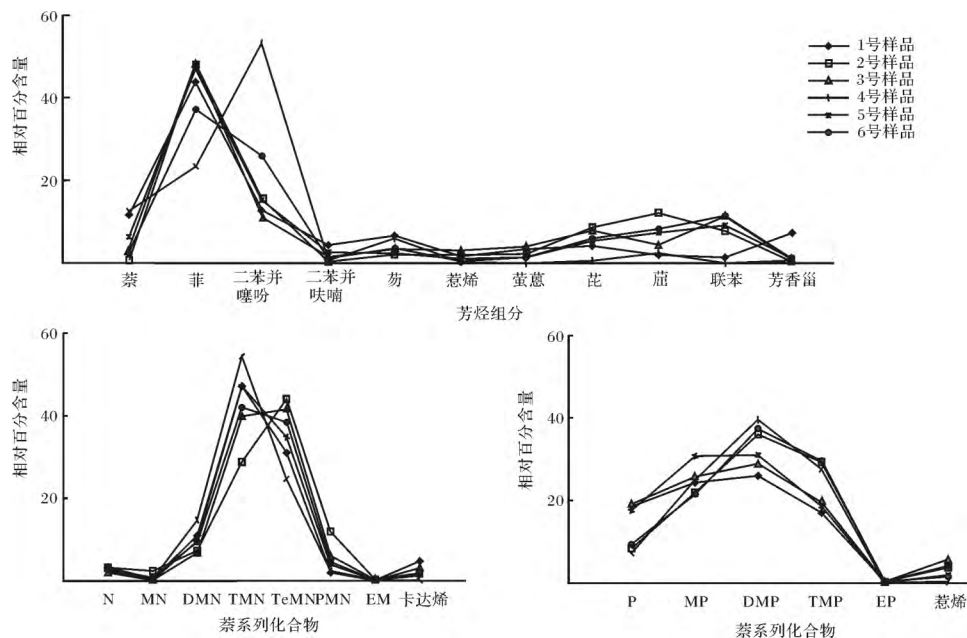 60
40
20
相对百分含量
1号样品
2号样品
3号样品
4号样品
5号样品
6号样品
萘 菲 二苯并噻吩 二苯并呋喃 芴 惹烯 萤蒽 芘 䓛 联苯 芳香甾
芳烃组分
60
40
20
相对百分含量
N MN DMN TMN TeMN PMN EM 卡达烯
萘系列化合物
60
40
20
相对百分含量
P MP DMP TMP EP 惹烯
萘系列化合物